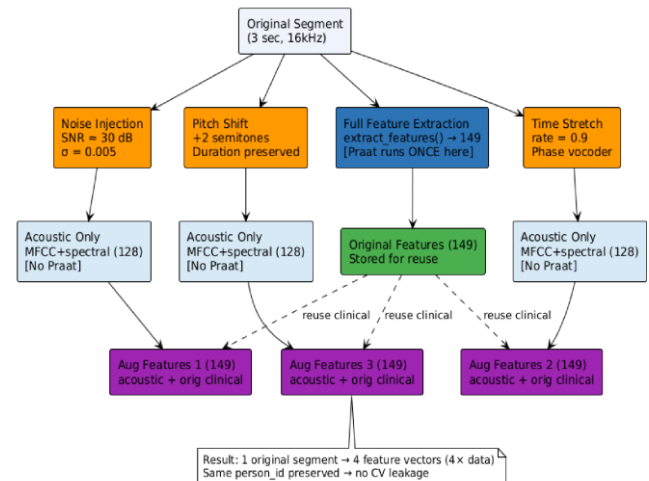 Original Segment
(3 sec, 16kHz)
Noise Injection
SNR ≈ 30 dB
σ = 0.005
Pitch Shift
+2 semitones
Duration preserved
Full Feature Extraction
extract_features() → 149
[Praat runs ONCE here]
Time Stretch
rate = 0.9
Phase vocoder
Acoustic Only
MFCC+spectral (128)
[No Praat]
Acoustic Only
MFCC+spectral (128)
[No Praat]
Original Features (149)
Stored for reuse
Acoustic Only
MFCC+spectral (128)
[No Praat]
reuse clinical
reuse clinical
reuse clinical
Aug Features 1 (149)
acoustic + orig clinical
Aug Features 3 (149)
acoustic + orig clinical
Aug Features 2 (149)
acoustic + orig clinical
Result: 1 original segment → 4 feature vectors (4× data)
Same person_id preserved → no CV leakage